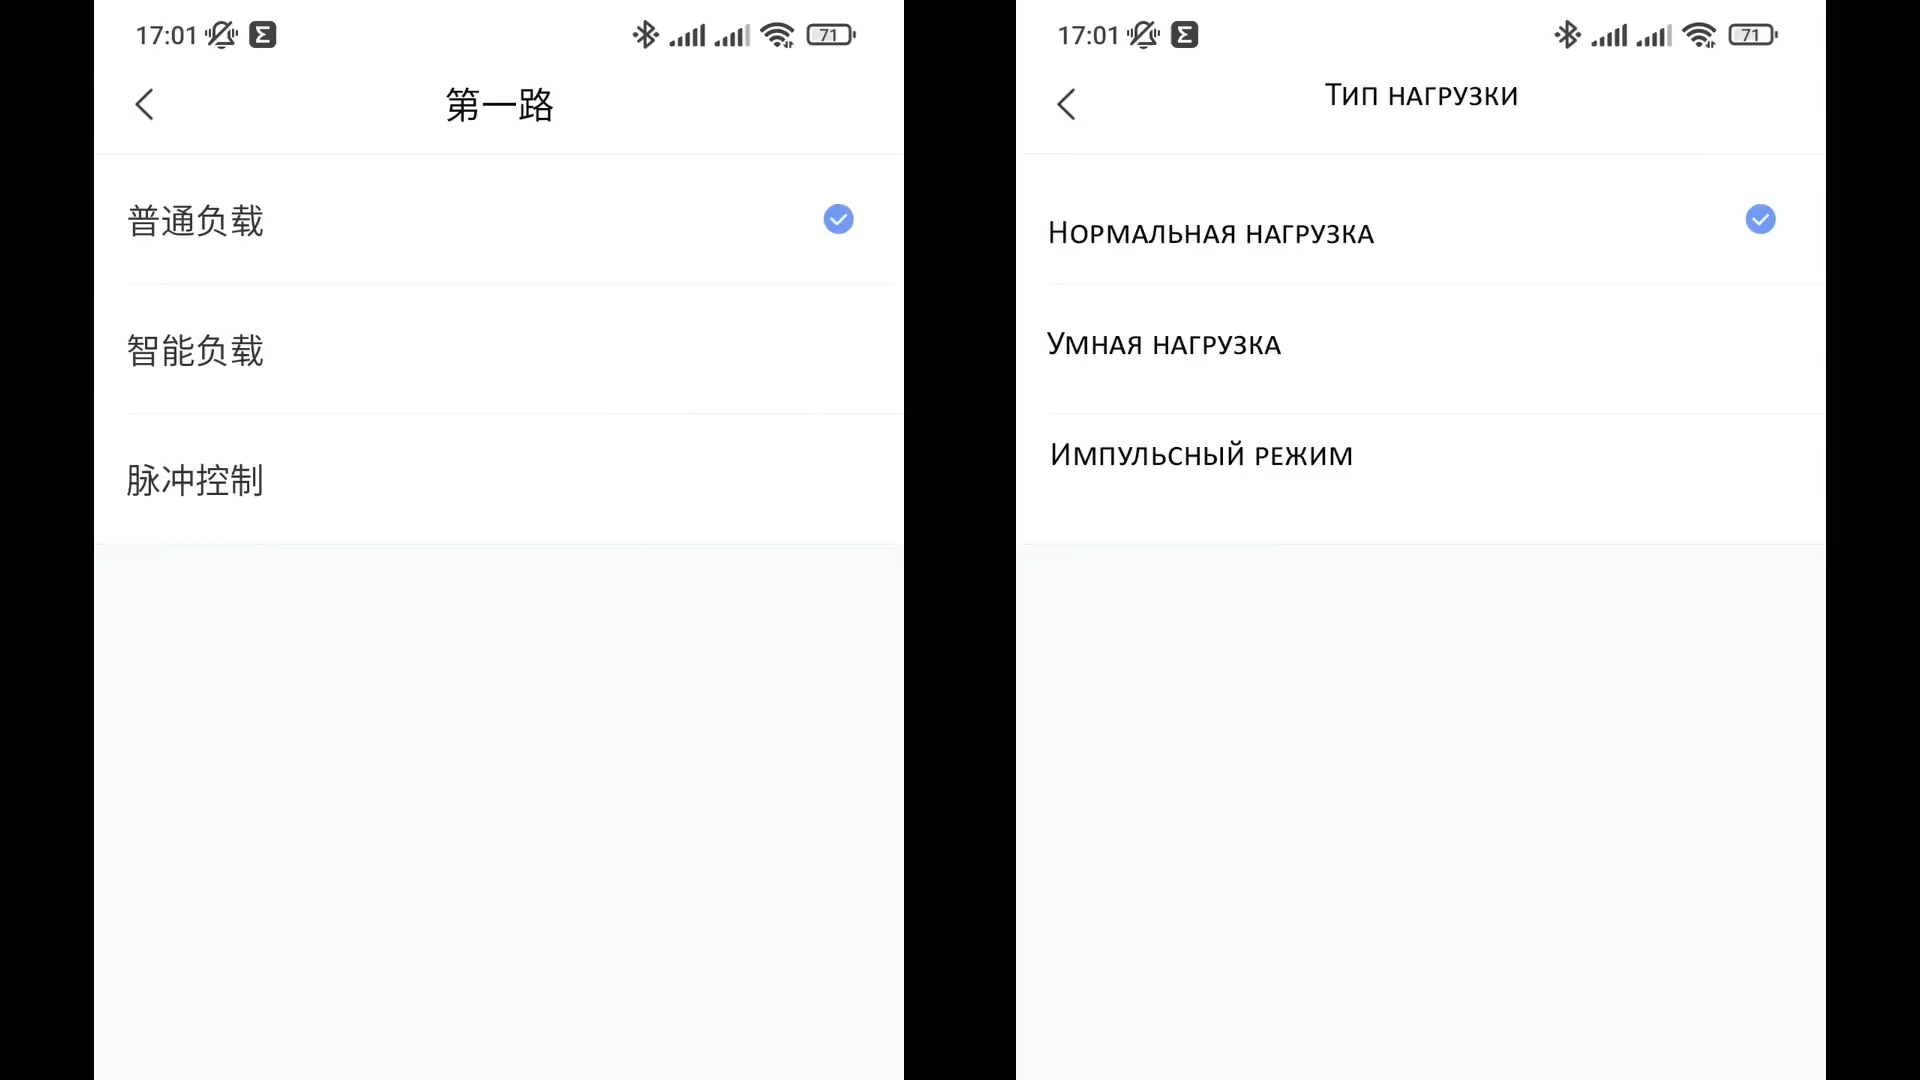 17:01
71
第一路
普通负载
智能负载
脉冲控制
17:01
71
Тип нагрузки
Нормальная нагрузка
Умная нагрузка
Импульсный режим